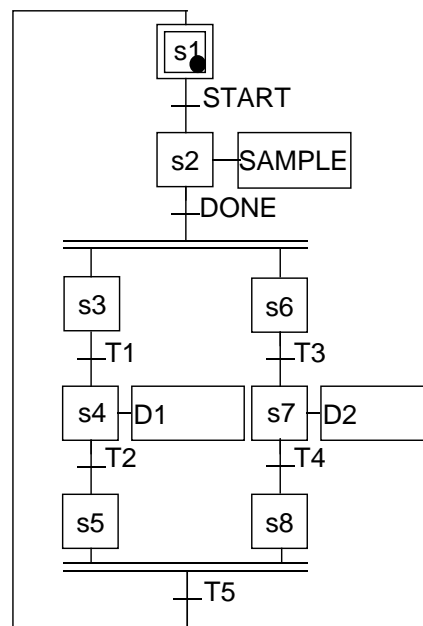 s1
START
s2 SAMPLE
DONE
s3 s6
T1 T3
s4 D1 s7 D2
T2 T4
s5 s8
T5